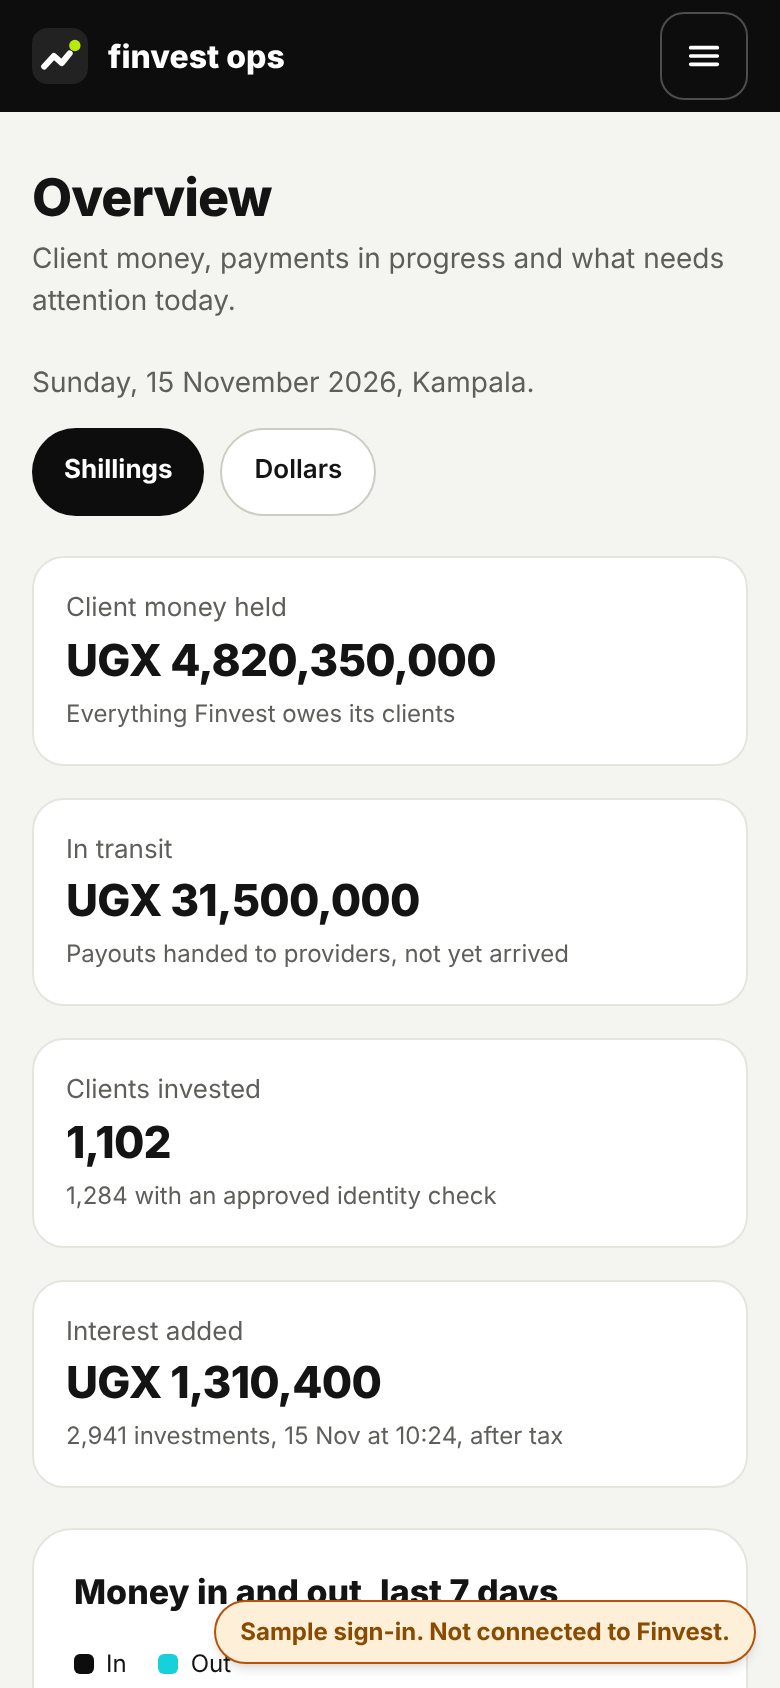 finvest ops
Overview
Client money, payments in progress and what needs
attention today.
Sunday, 15 November 2026, Kampala.
Shillings
Dollars
Client money held
UGX 4,820,350,000
Everything Finvest owes its clients
In transit
UGX 31,500,000
Payouts handed to providers, not yet arrived
Clients invested
1,102
1,284 with an approved identity check
Interest added
UGX 1,310,400
2,941 investments, 15 Nov at 10:24, after tax
Money in and out, last 7 days
Sample sign-in. Not connected to Finvest.
In
Out